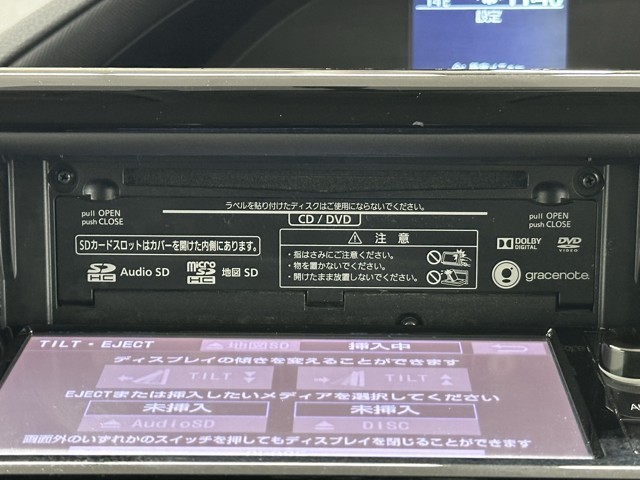 設定
ラベルを貼り付けたディスクはご使用にならないでください。
pull OPEN
push CLOSE
CD / DVD
pull OPEN
push CLOSE
SDカードスロットはカバーを開けた内側にあります。
注 意
・指はさみにご注意ください。
・物を置かないでください。
・開けたまま放置しないでください。
DOLBY
DIGITAL
DVD
VIDEO
SD
HC
Audio SD
micro
SD
HC
地図 SD
gracenote
TILT・EJECT
地図SD
挿入中
ディスプレイの傾きを変えることができます
TILT
TILT
EJECTまたは挿入したいメディアを選択してください
未挿入
未挿入
AudioSD
DISC
画面外のいずれかのスイッチを押してもディスプレイを閉じることができます